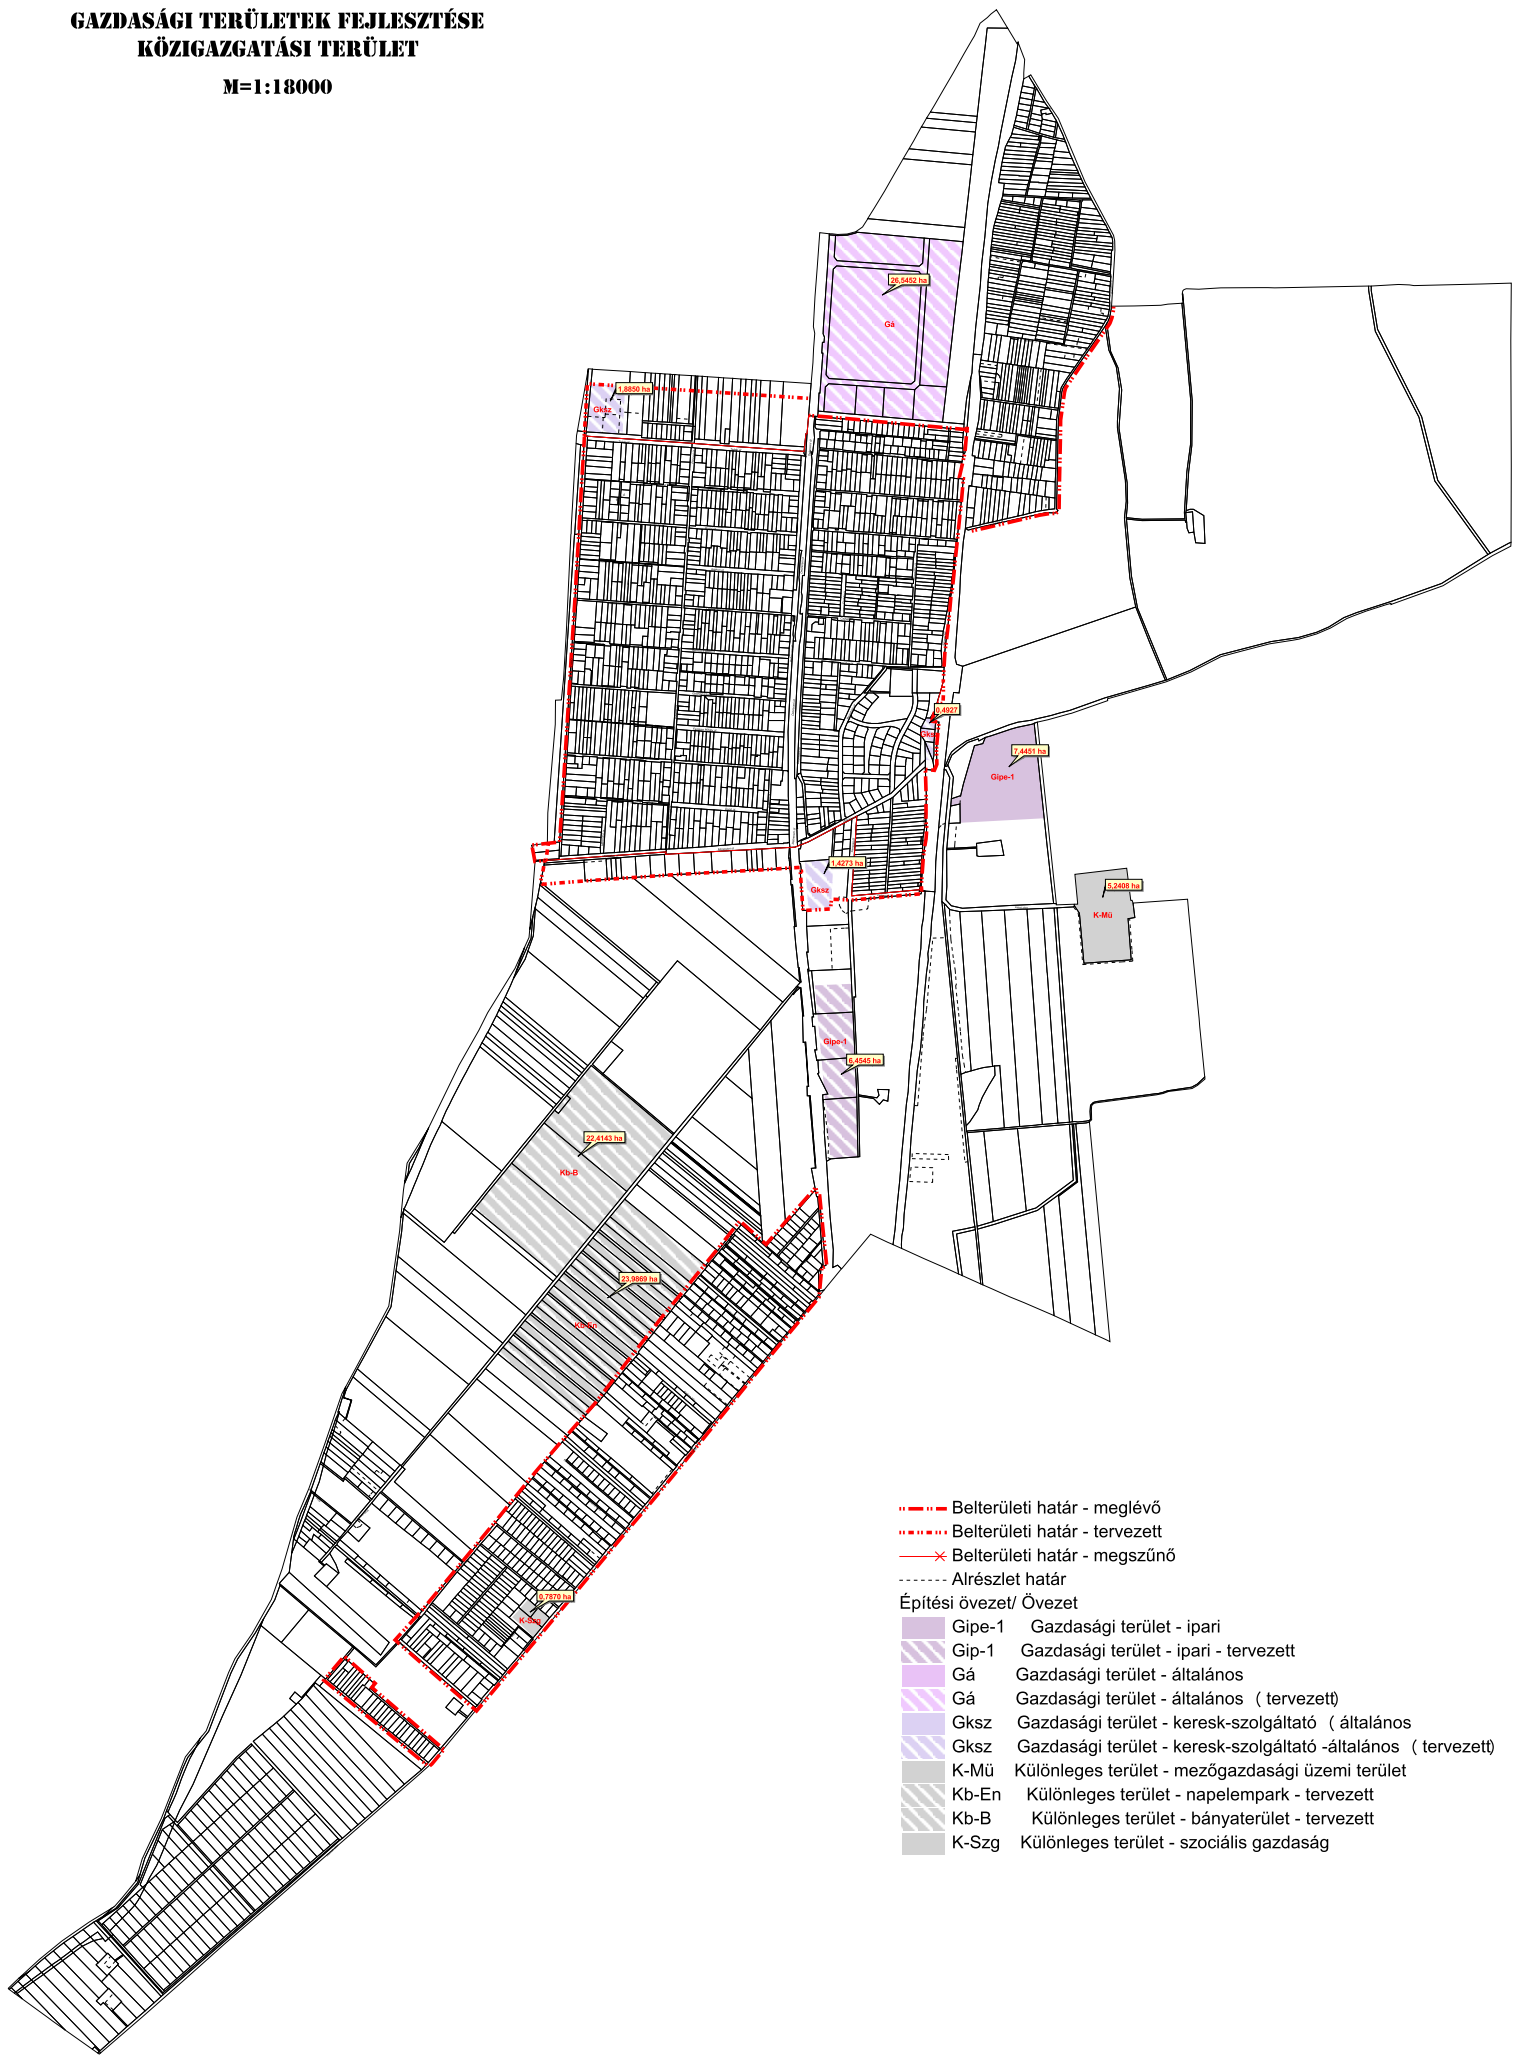 GAZDASÁGI TERÜLETEK FEJLESZTÉSE
KÖZIGAZGATÁSI TERÜLET
M=1:18000
26,5452 ha
Gá
1,8850 ha
Gksz
0,4927
Gksz
7,4451 ha
Gipe-1
1,4273 ha
Gksz
5,2408 ha
K-Mü
Gipe-1
6,4545 ha
22,4143 ha
Kb-B
23,9869 ha
Kb-En
0,7870 ha
K-Szg
Belterületi határ - meglévő
Belterületi határ - tervezett
Belterületi határ - megszűnő
Alrészlet határ
Építési övezet/ Övezet
Gipe-1 Gazdasági terület - ipari
Gip-1 Gazdasági terület - ipari - tervezett
Gá Gazdasági terület - általános
Gá Gazdasági terület - általános ( tervezett)
Gksz Gazdasági terület - keresk-szolgáltató ( általános
Gksz Gazdasági terület - keresk-szolgáltató -általános ( tervezett)
K-Mü Különleges terület - mezőgazdasági üzemi terület
Kb-En Különleges terület - napelempark - tervezett
Kb-B Különleges terület - bányaterület - tervezett
K-Szg Különleges terület - szociális gazdaság